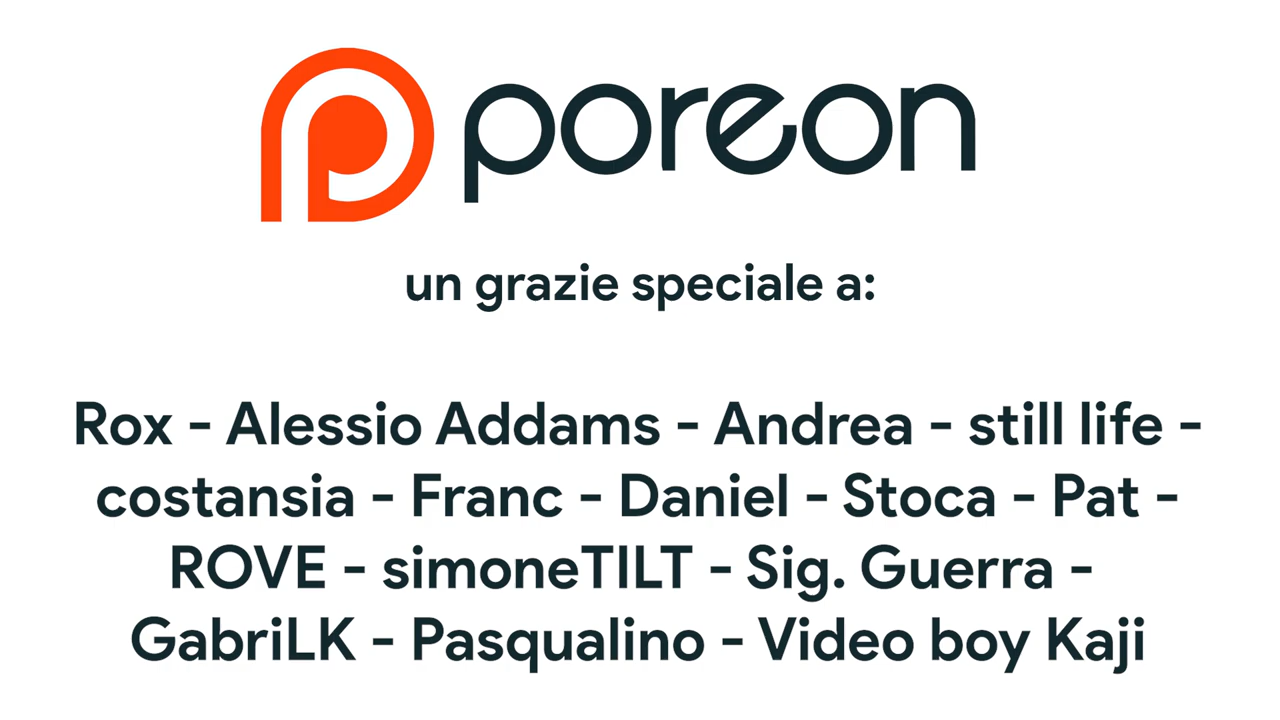 poreon
un grazie speciale a:
Rox - Alessio Addams - Andrea - still life -
costansia - Franc - Daniel - Stoca - Pat -
ROVE - simoneTILT - Sig. Guerra -
GabriLK - Pasqualino - Video boy Kaji